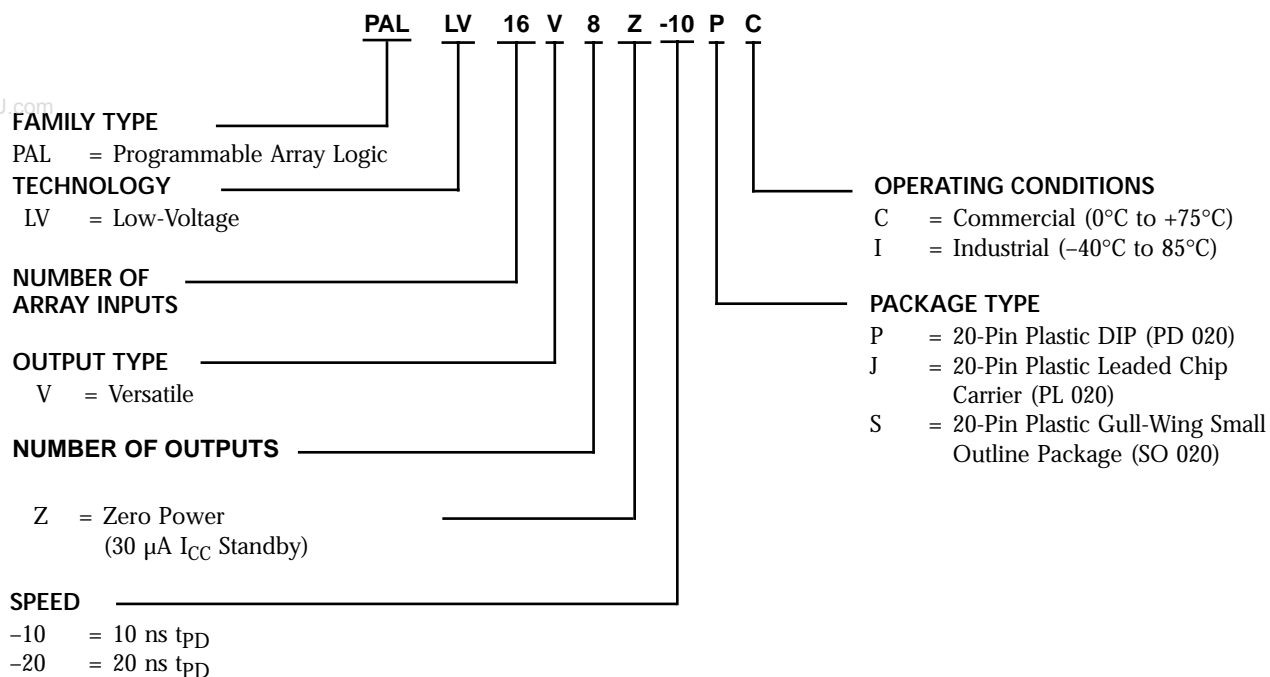 PAL LV 16 V 8 Z -10 P C
J.com
FAMILY TYPE
PAL = Programmable Array Logic
TECHNOLOGY
LV = Low-Voltage
NUMBER OF
ARRAY INPUTS
OUTPUT TYPE
V = Versatile
NUMBER OF OUTPUTS
Z = Zero Power
(30 µA ICC Standby)
SPEED
–10 = 10 ns tPD
–20 = 20 ns tPD
OPERATING CONDITIONS
C = Commercial (0°C to +75°C)
I = Industrial (–40°C to 85°C)
PACKAGE TYPE
P = 20-Pin Plastic DIP (PD 020)
J = 20-Pin Plastic Leaded Chip
Carrier (PL 020)
S = 20-Pin Plastic Gull-Wing Small
Outline Package (SO 020)